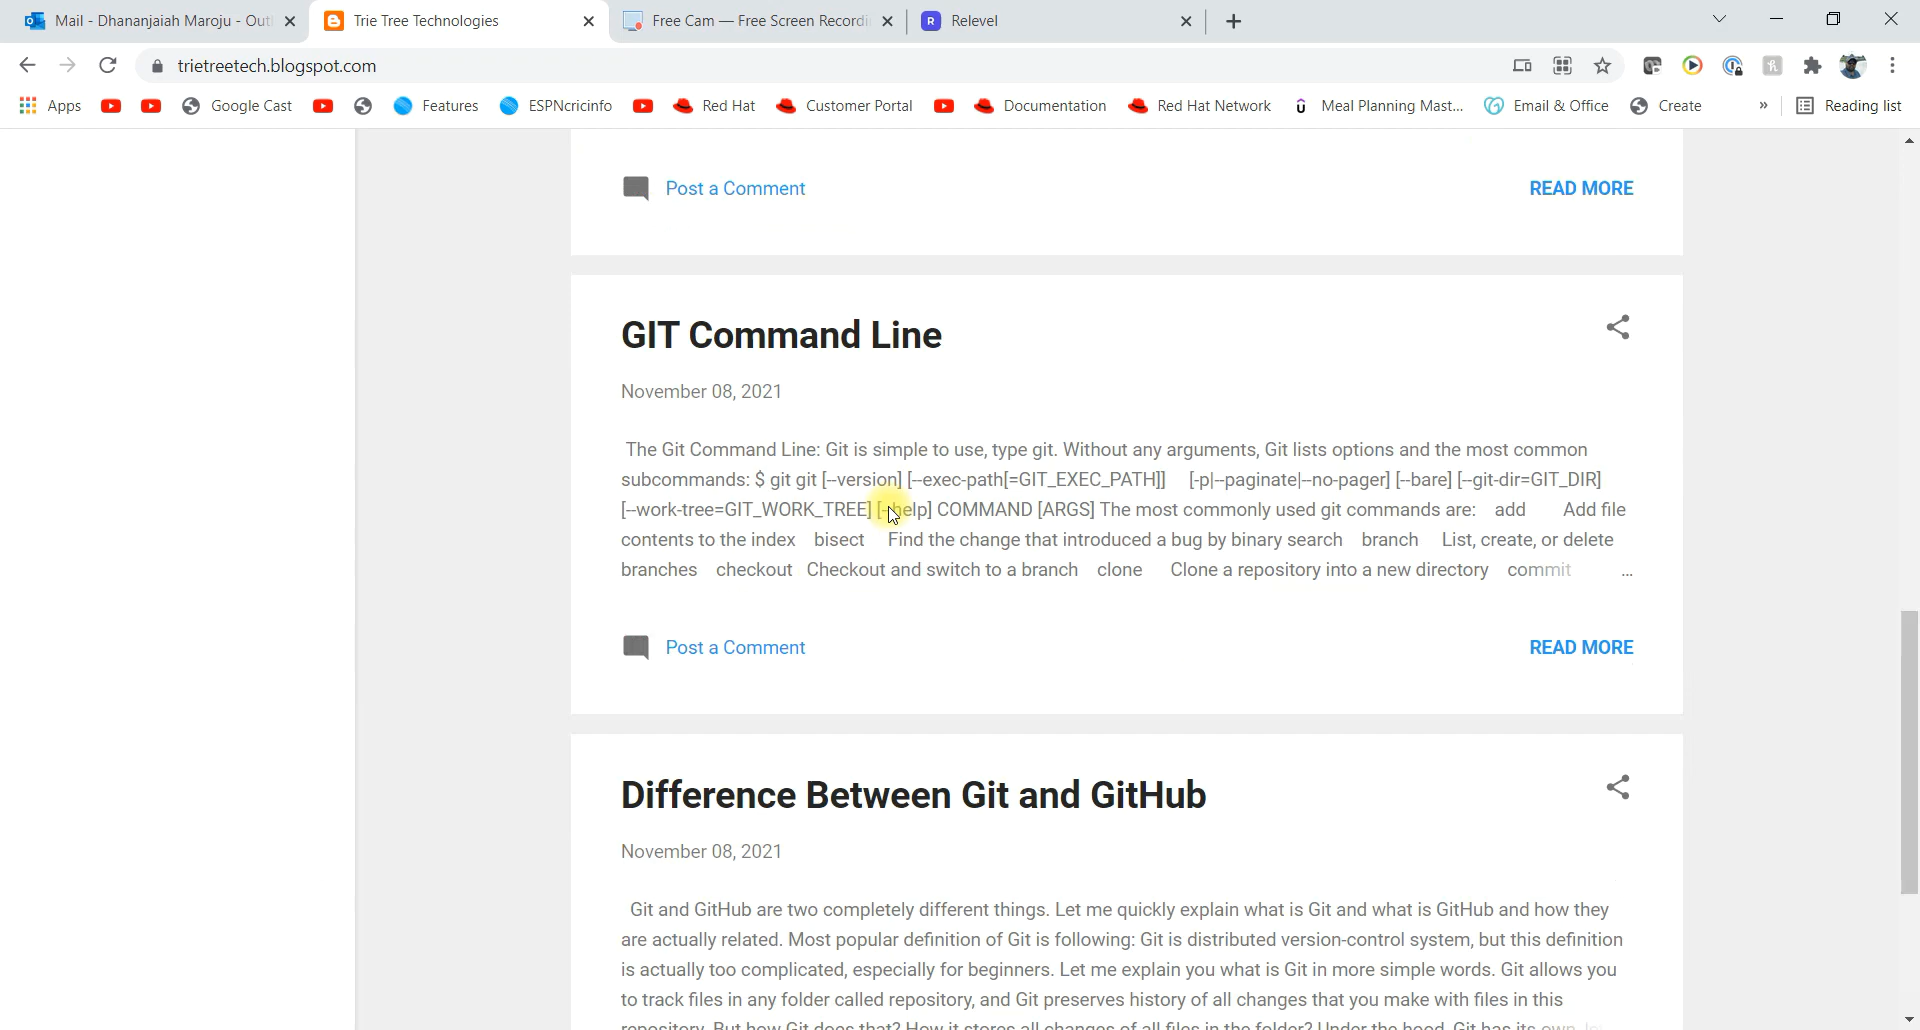 Mail - Dhananjaiah Maroju - Out
Trie Tree Technologies
Free Cam — Free Screen Recordi
R Relevel
trietreetech.blogspot.com
Apps
Google Cast
Features
ESPNcricinfo
Red Hat
Customer Portal
Documentation
Red Hat Network
Meal Planning Mast...
Email & Office
Create
»
Reading list
Post a Comment
READ MORE
GIT Command Line
November 08, 2021
The Git Command Line: Git is simple to use, type git. Without any arguments, Git lists options and the most common
subcommands: $ git git [--version] [--exec-path[=GIT_EXEC_PATH]] [-p|--paginate|--no-pager] [--bare] [--git-dir=GIT_DIR]
[--work-tree=GIT_WORK_TREE] [--help] COMMAND [ARGS] The most commonly used git commands are: add Add file
contents to the index bisect Find the change that introduced a bug by binary search branch List, create, or delete
branches checkout Checkout and switch to a branch clone Clone a repository into a new directory commit ...
Post a Comment
READ MORE
Difference Between Git and GitHub
November 08, 2021
Git and GitHub are two completely different things. Let me quickly explain what is Git and what is GitHub and how they
are actually related. Most popular definition of Git is following: Git is distributed version-control system, but this definition
is actually too complicated, especially for beginners. Let me explain you what is Git in more simple words. Git allows you
to track files in any folder called repository, and Git preserves history of all changes that you make with files in this
repository. But how Git does that? How it stores all changes of all files in the folder? Under the hood, Git has its own